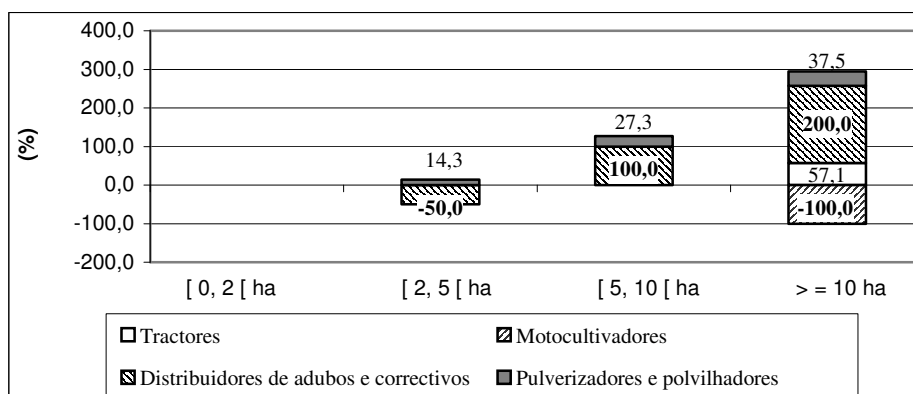 400,0
300,0
200,0
100,0
0,0
-100,0
-200,0
(%)
14,3
-50,0
27,3
100,0
37,5
200,0
57,1
-100,0
[ 0, 2 [ ha
[ 2, 5 [ ha
[ 5, 10 [ ha
> = 10 ha
Tractores
Motocultivadores
Distribuidores de adubos e correctivos
Pulverizadores e polvilhadores